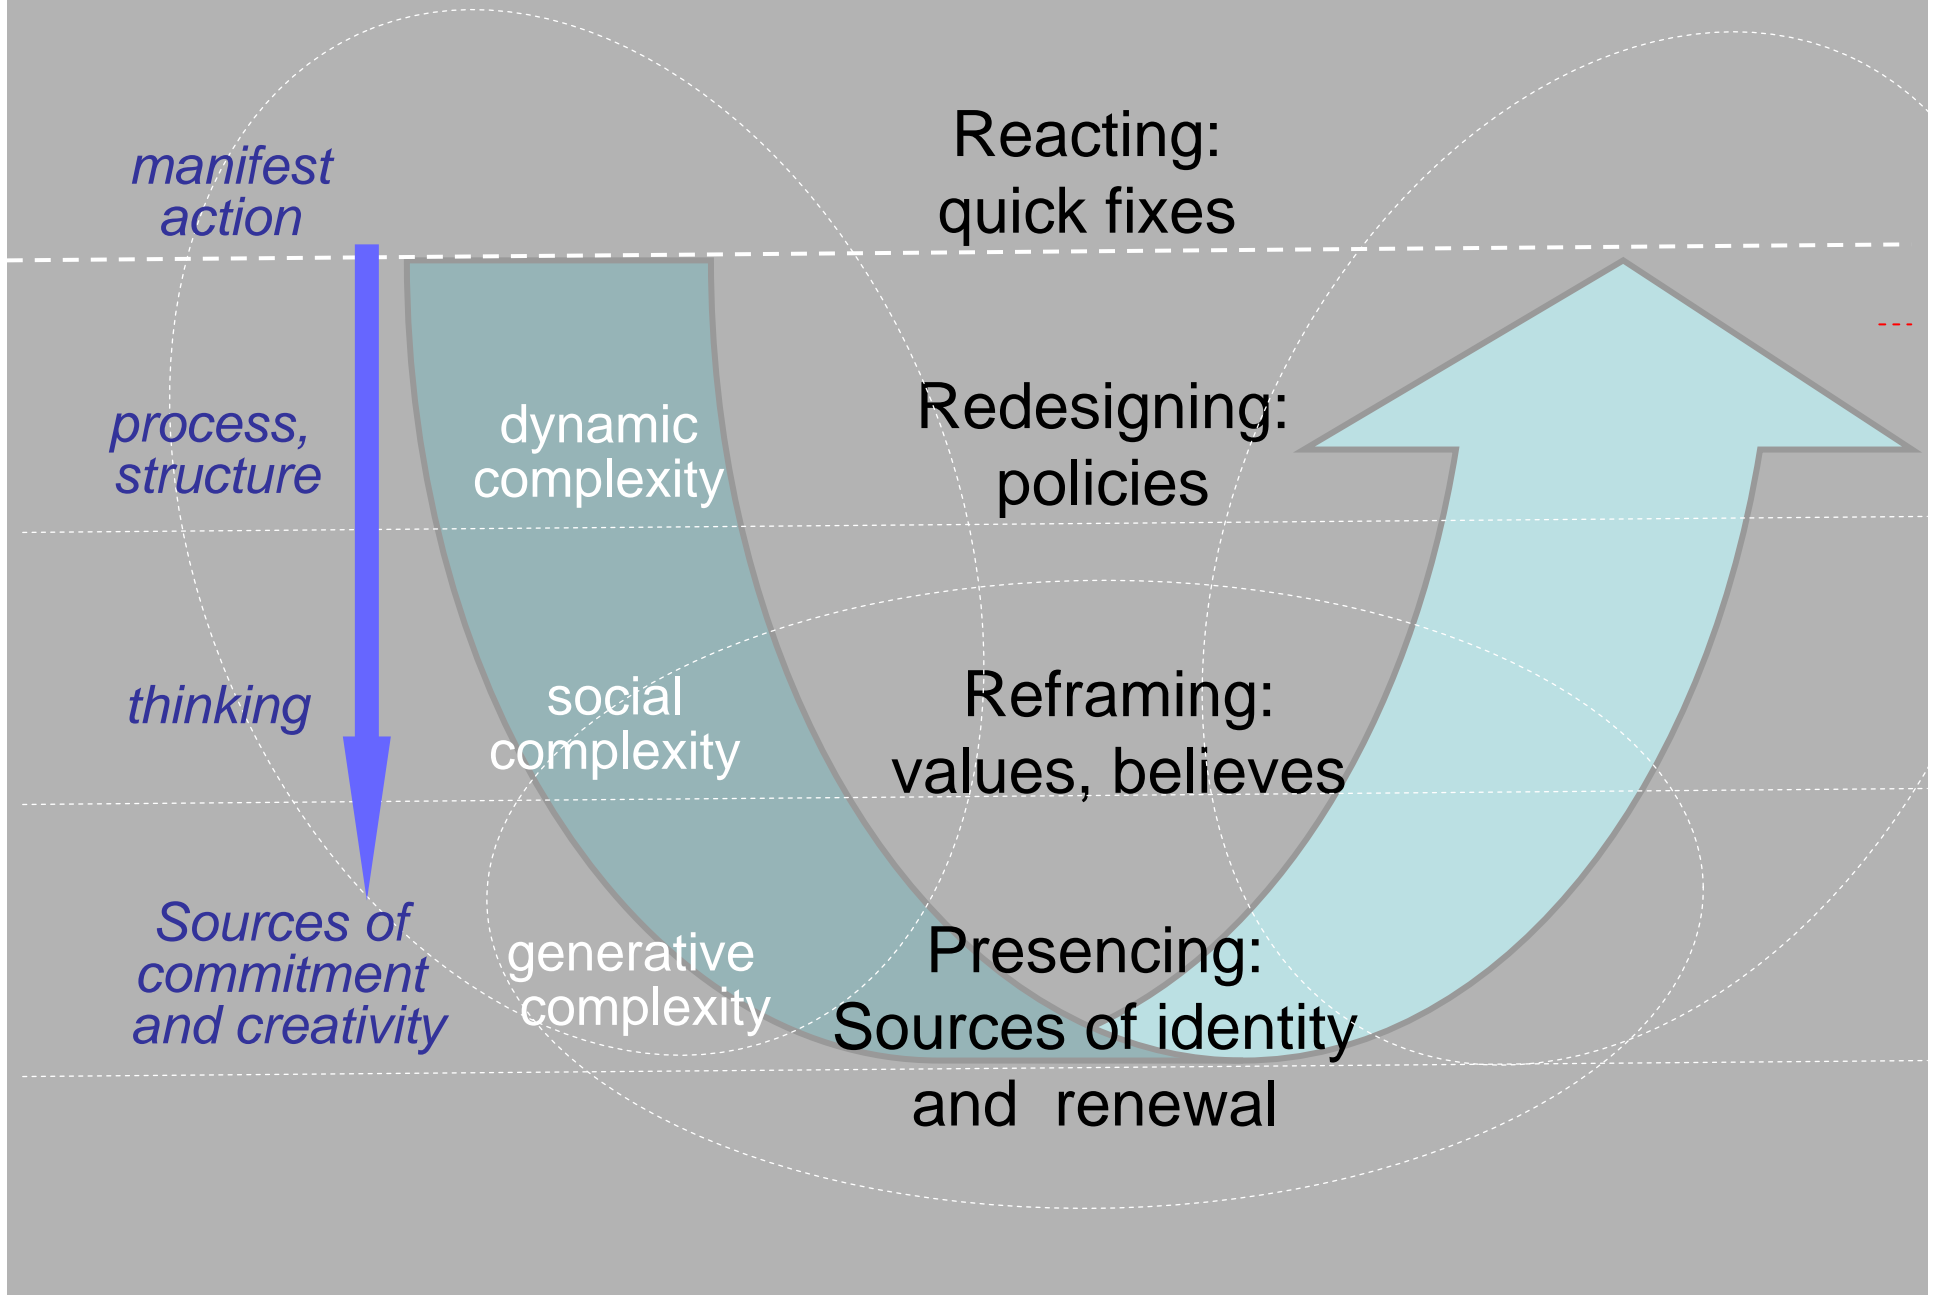 manifest
action
Reacting:
quick fixes
process,
structure
dynamic
complexity
Redesigning:
policies
thinking
social
complexity
Reframing:
values, believes
Sources of
commitment
and creativity
generative
complexity
Presencing:
Sources of identity
and renewal